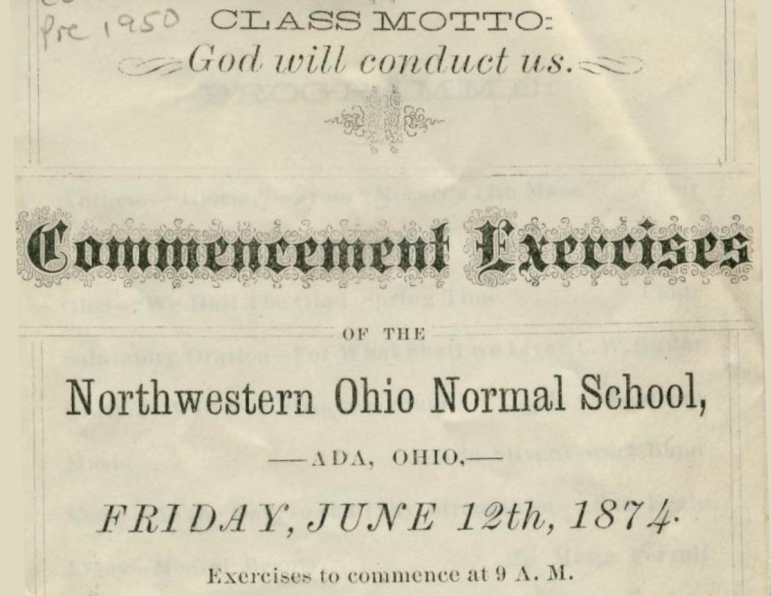 Pre 1950
CLASS MOTTO:
God will conduct us.
Commencement Exercises
OF THE
Northwestern Ohio Normal School,
—ADA, OHIO,—
FRIDAY, JUNE 12th, 1874.
Exercises to commence at 9 A. M.